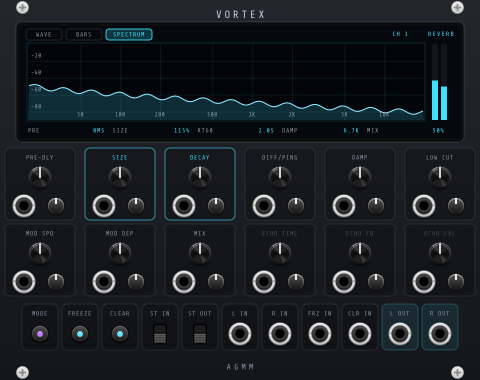 VORTEX
WAVE BARS SPECTRUM CH 1 REVERB
-20
-40
-60
-80
50 100 200 500 1K 2K 5K 10K
PRE 0MS SIZE 115% RT60 2.0S DAMP 6.7K MIX 50%
PRE-DLY SIZE DECAY DIFF/PING DAMP LOW CUT
MOD SPD MOD DEP MIX ECHO TIME ECHO FB ECHO LVL
MODE FREEZE CLEAR ST IN ST OUT L IN R IN FRZ IN CLR IN L OUT R OUT
AGMM